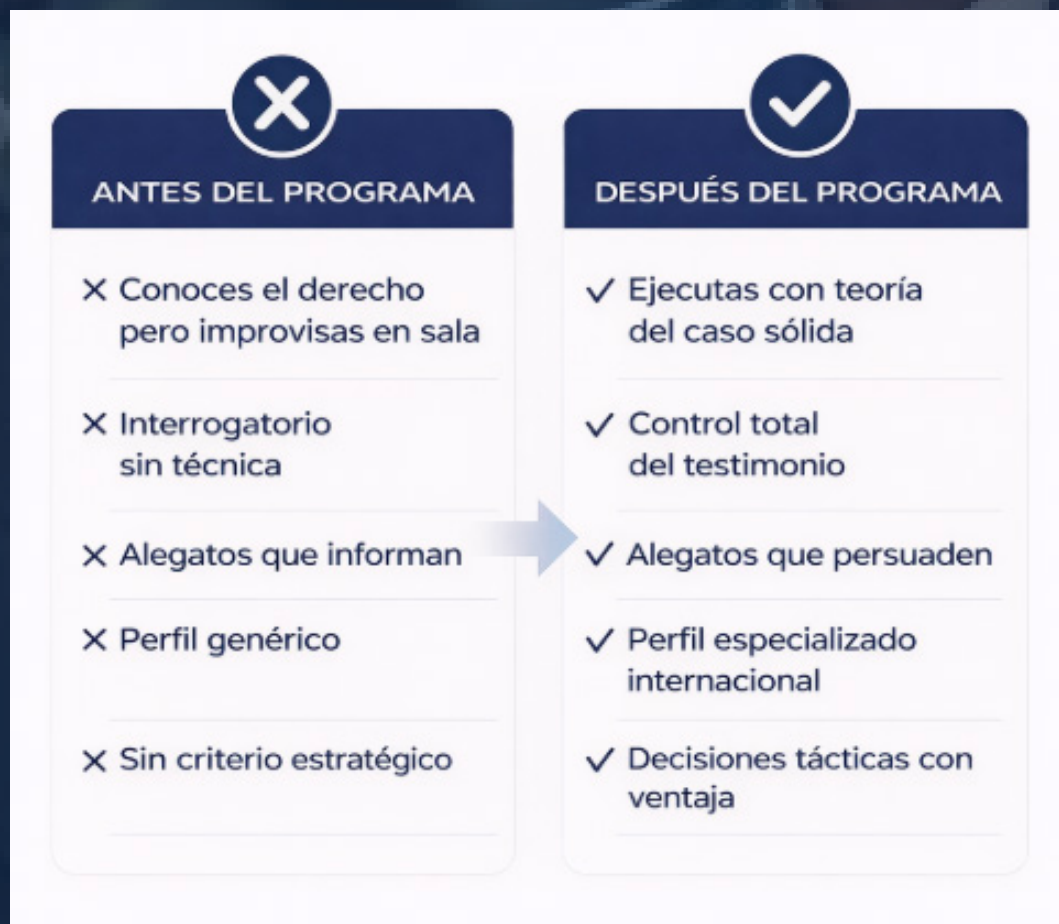 ANTES DEL PROGRAMA
Conoces el derecho
pero improvisas en sala
Interrogatorio
sin técnica
Alegatos que informan
Perfil genérico
Sin criterio estratégico
DESPUÉS DEL PROGRAMA
Ejecutas con teoría
del caso sólida
Control total
del testimonio
Alegatos que persuaden
Perfil especializado
internacional
Decisiones tácticas con
ventaja